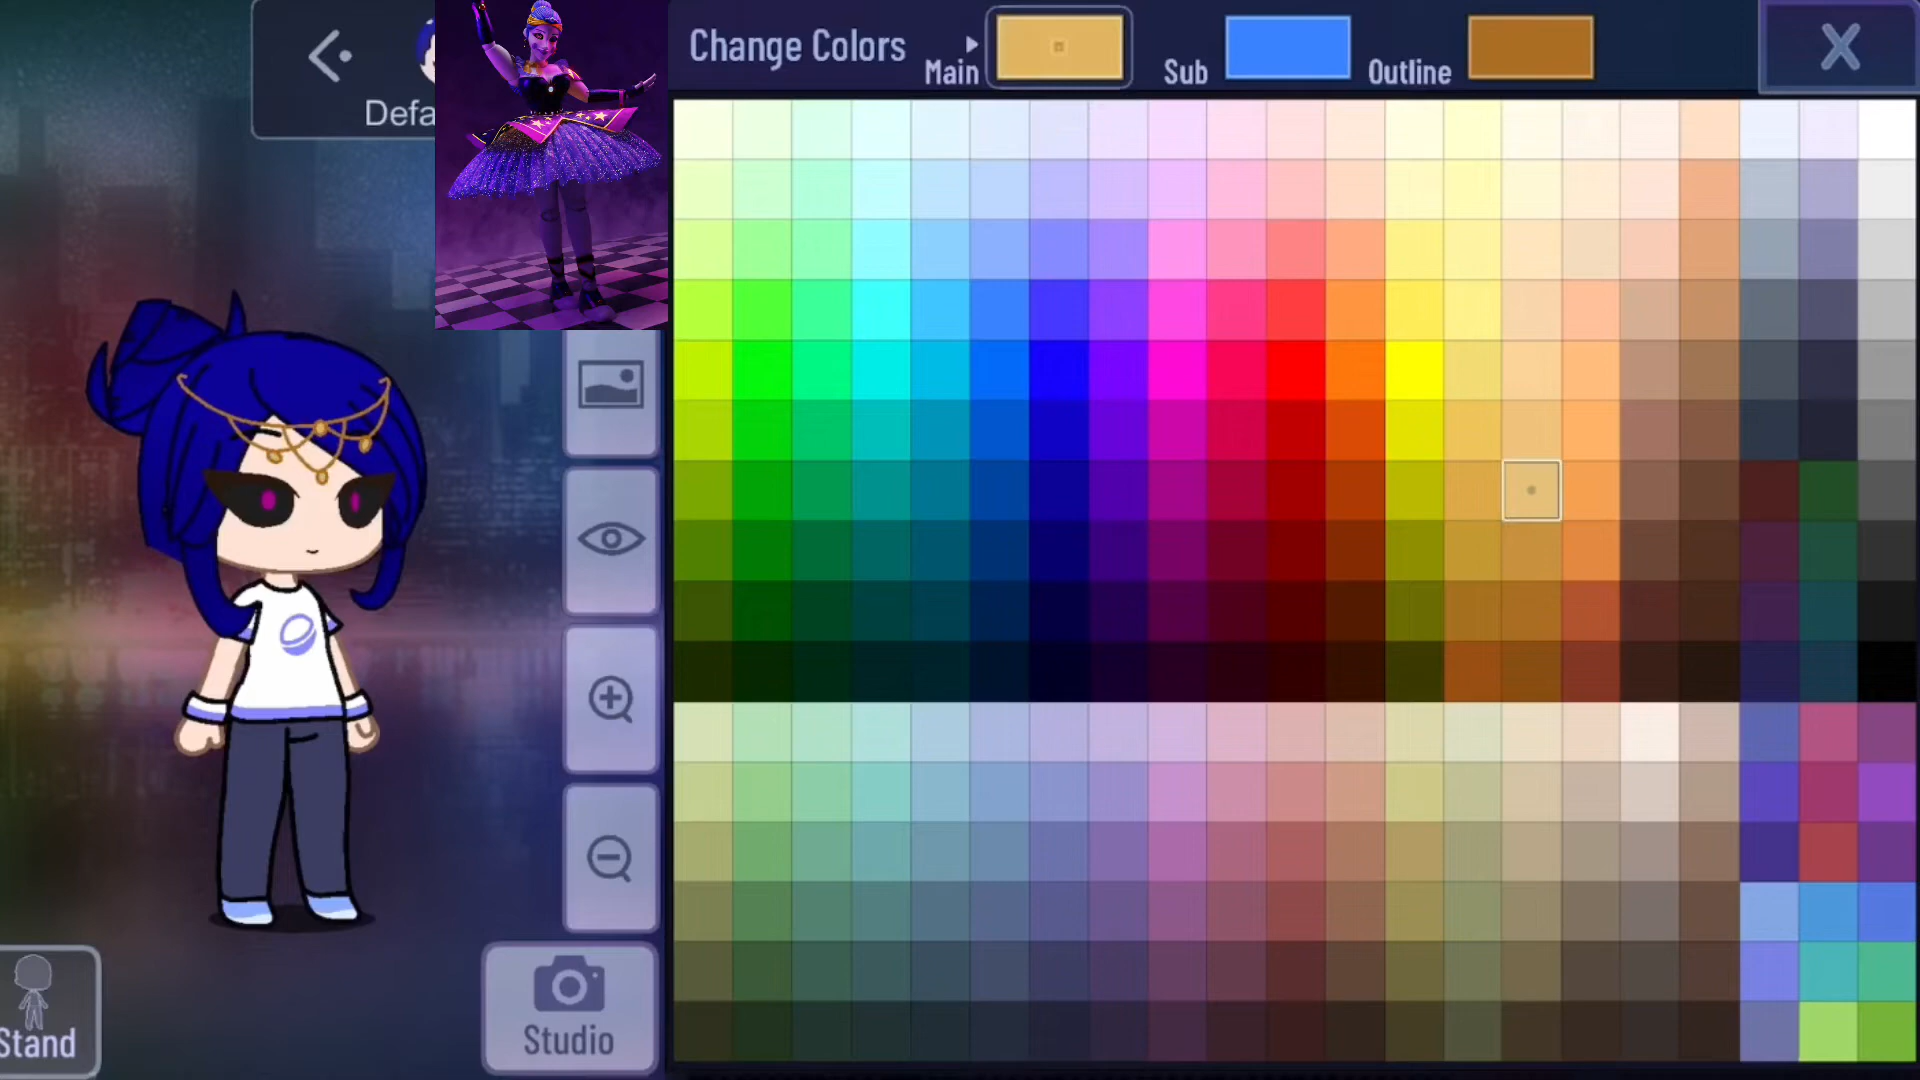 Defa
Change Colors
Main
Sub
Outline
X
Stand
Studio